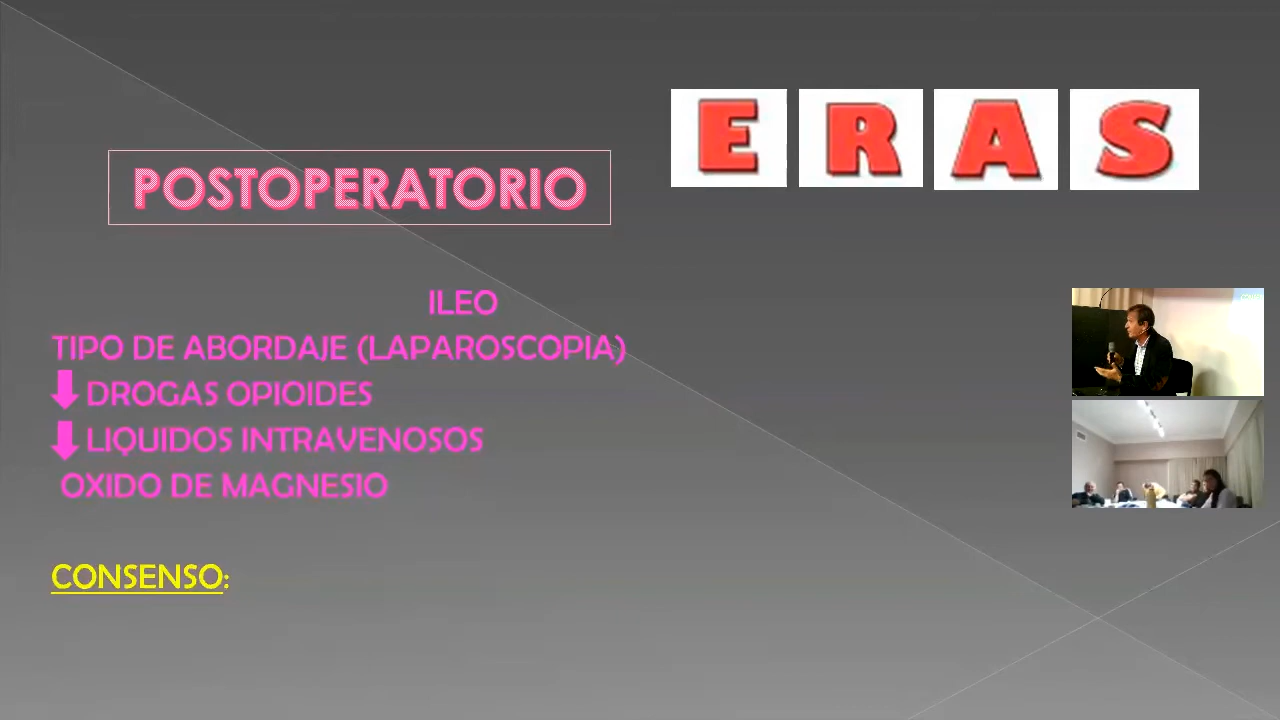 ERAS
POSTOPERATORIO
ILEO
TIPO DE ABORDAJE (LAPAROSCOPIA)
DROGAS OPIOIDES
LIQUIDOS INTRAVENOSOS
OXIDO DE MAGNESIO
CONSENSO: